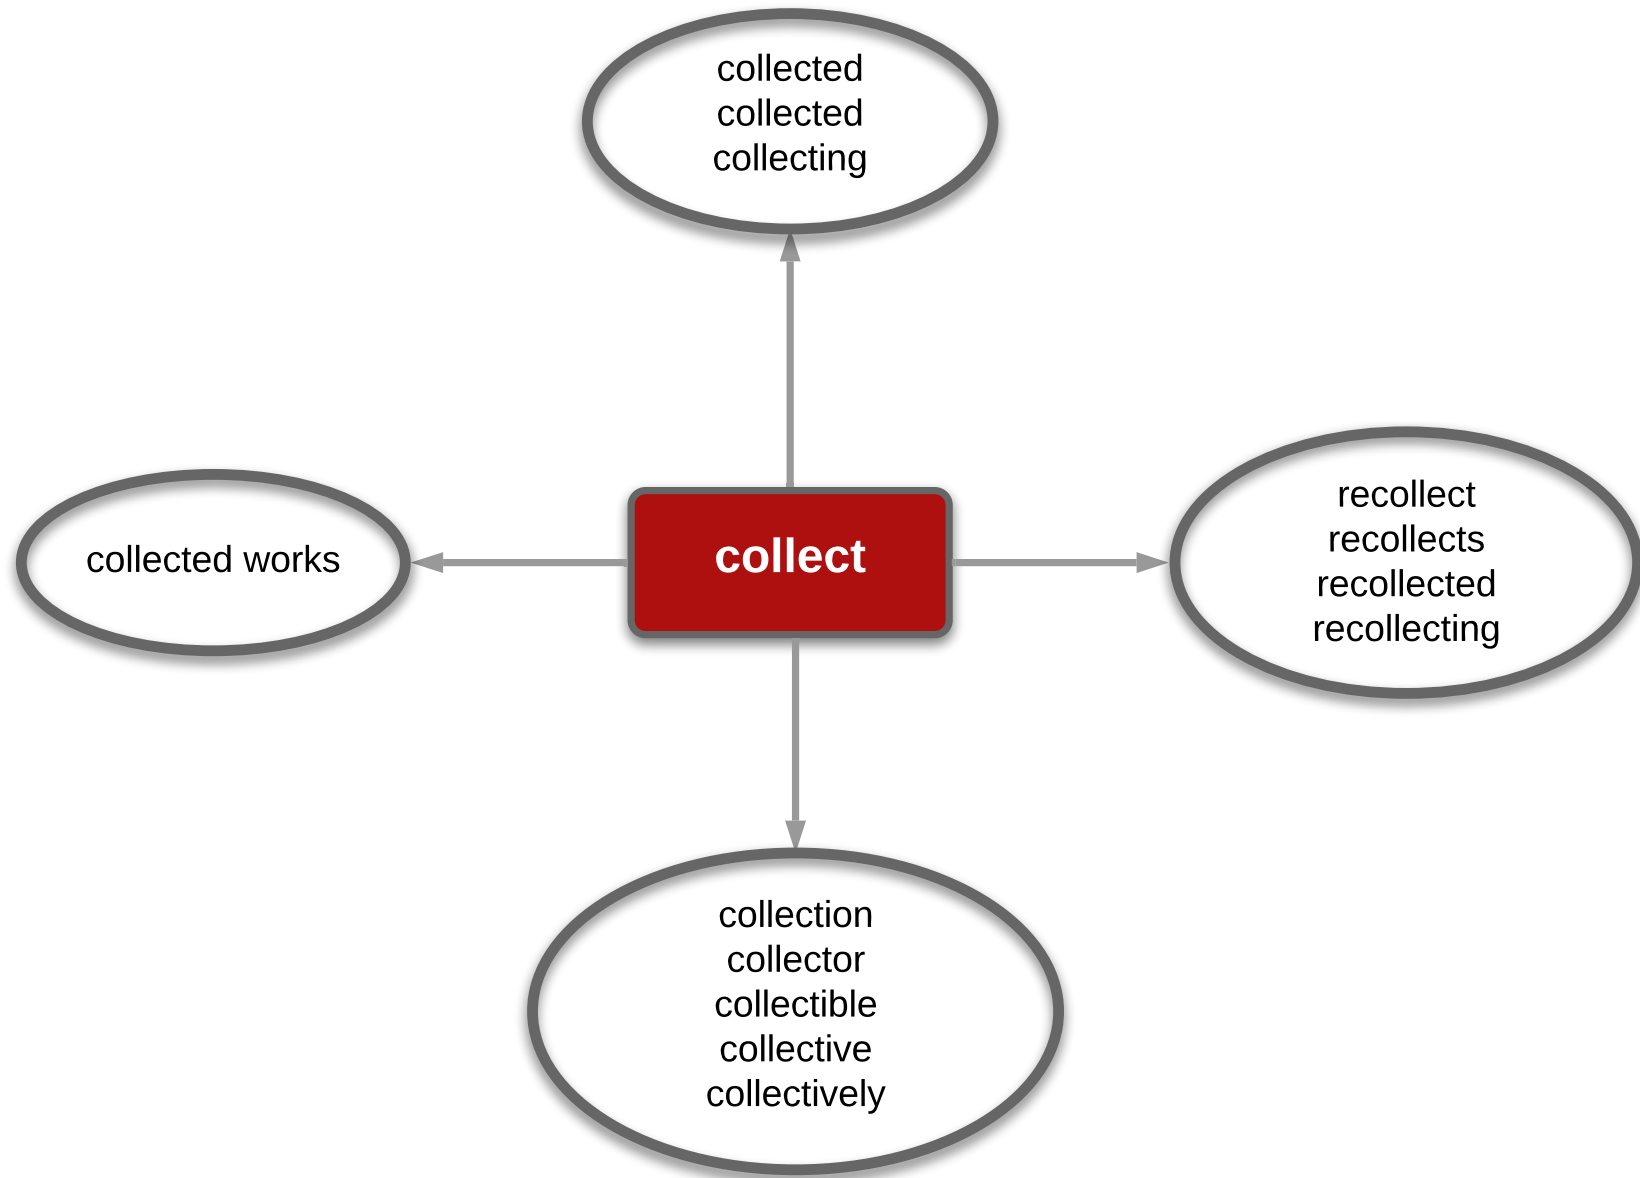 collected
collected
collecting
collected works
collect
recollect
recollects
recollected
recollecting
collection
collector
collectible
collective
collectively